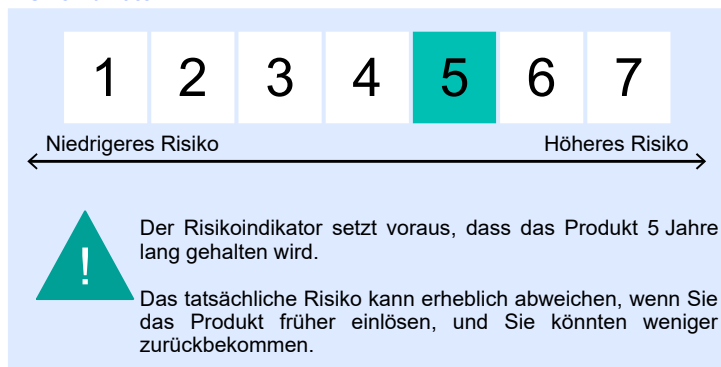 1 2 3 4 5 6 7
Niedrigeres Risiko Höheres Risiko
!
Der Risikoindikator setzt voraus, dass das Produkt 5 Jahre
lang gehalten wird.
Das tatsächliche Risiko kann erheblich abweichen, wenn Sie
das Produkt früher einlösen, und Sie könnten weniger
zurückbekommen.